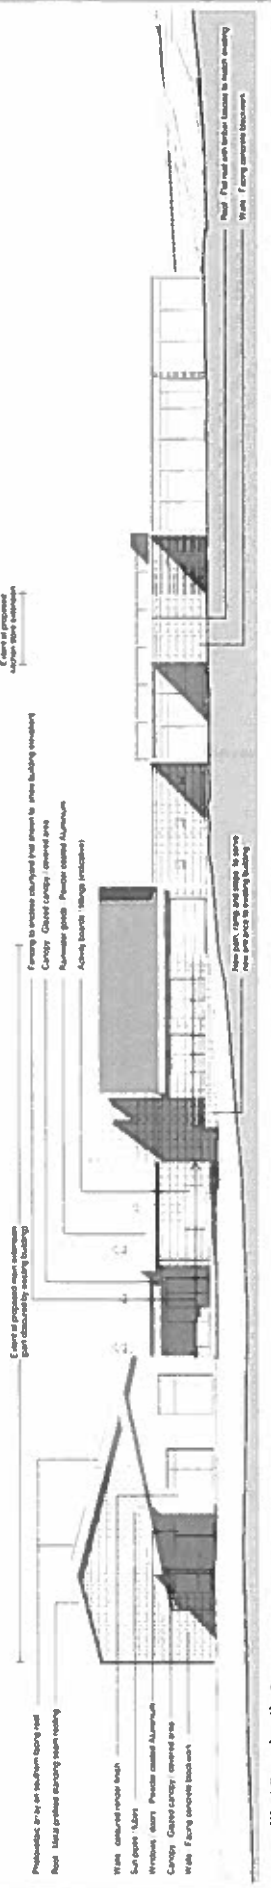 Extent of proposed main extension
(part obscured by existing building)
Extent of proposed
kitchen store extension
Photovoltaic array on southern facing roof
Roof : Metal profiled standing seam roofing
Walls : coloured render finish
Sun pipes / tubes
Windows / doors : Powder coated Aluminium
Canopy : Glazed canopy / covered area
Walls : Facing concrete blockwork
Fencing to enclose courtyard (not shown to show building elevation)
Canopy : Glazed canopy / covered area
Rainwater goods : Powder coated Aluminium
Activity boards / fittings (indicative)
New path, ramp and steps to serve
new entrance to existing building
Roof : Flat roof with timber fascias to match existing
Walls : Facing concrete blockwork